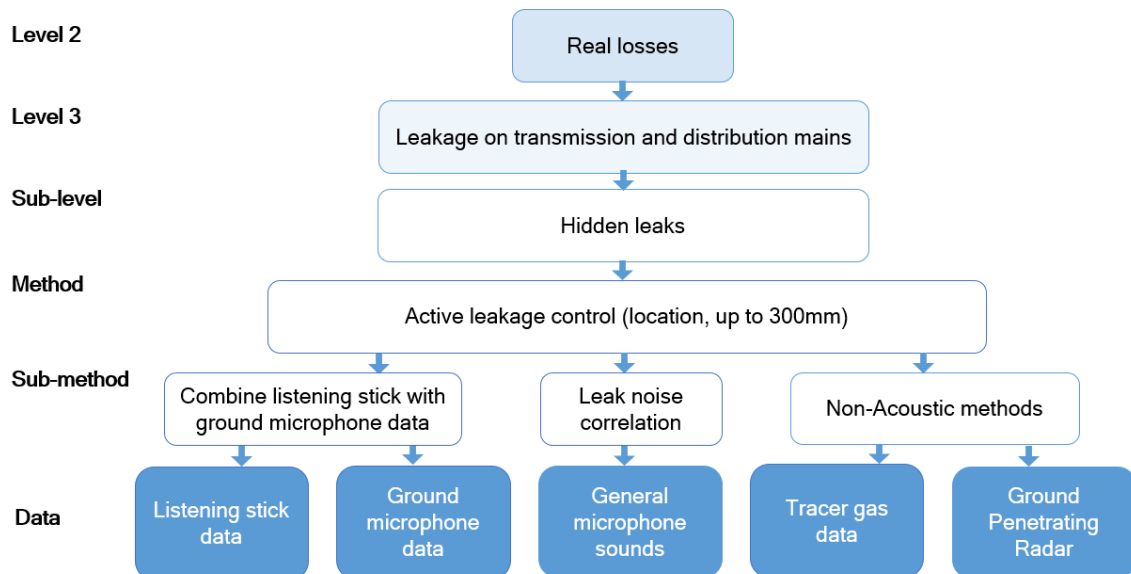 Level 2
Real losses
Level 3
Leakage on transmission and distribution mains
Sub-level
Hidden leaks
Method
Active leakage control (location, up to 300mm)
Sub-method
Combine listening stick with
ground microphone data
Leak noise
correlation
Non-Acoustic methods
Data
Listening stick
data
Ground
microphone
data
General
microphone
sounds
Tracer gas
data
Ground
Penetrating
Radar